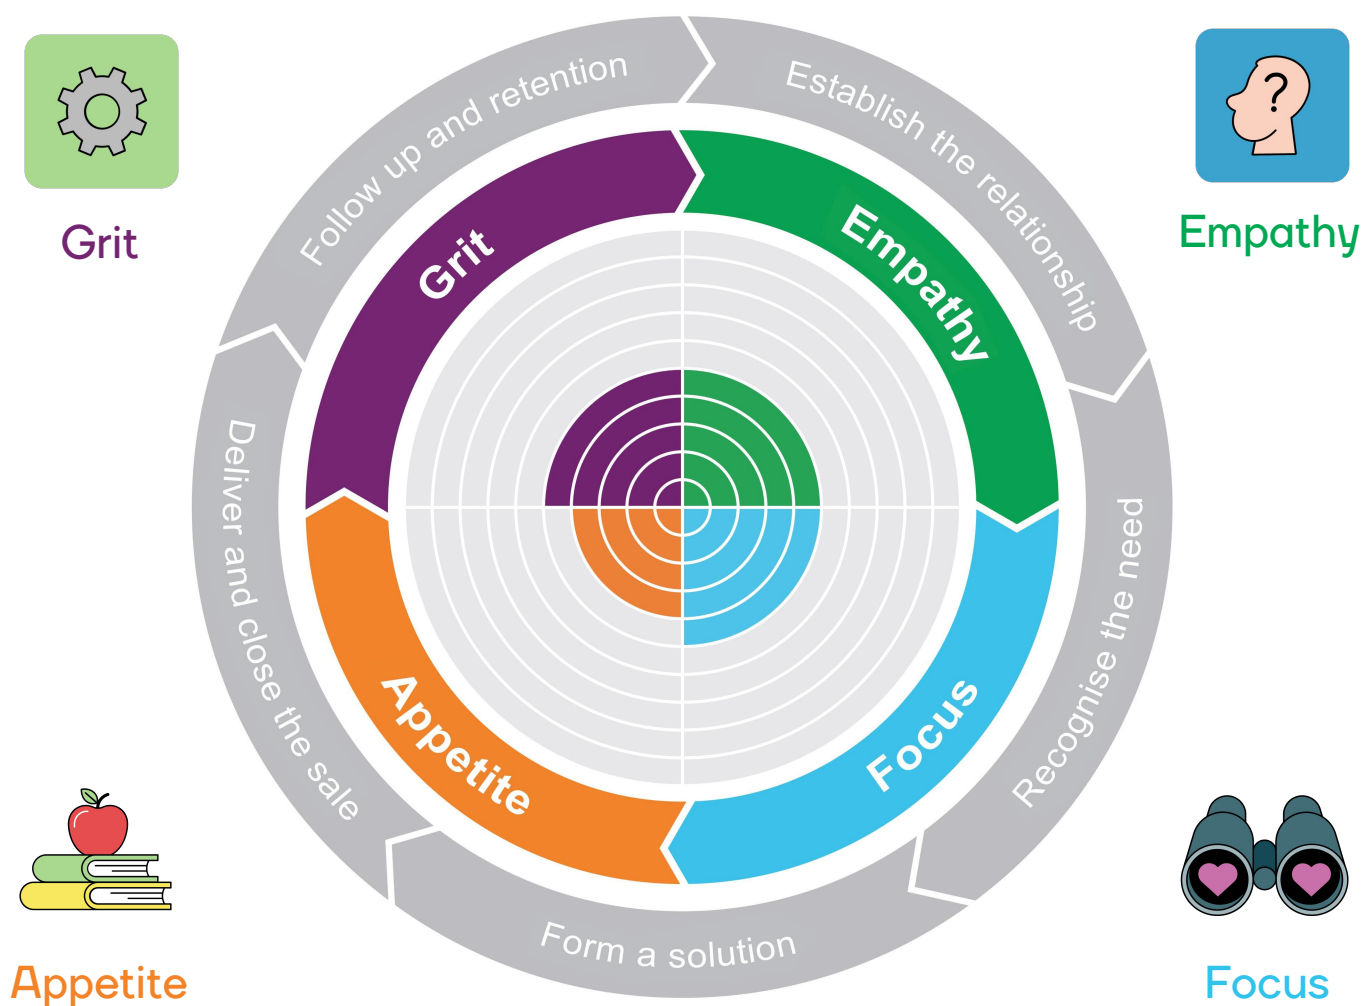 Follow up and retention
Establish the relationship
Grit
Empathy
Grit
Empathy
?
Deliver and close the sale
Recognise the need
Appetite
Focus
Form a solution
Appetite
Focus